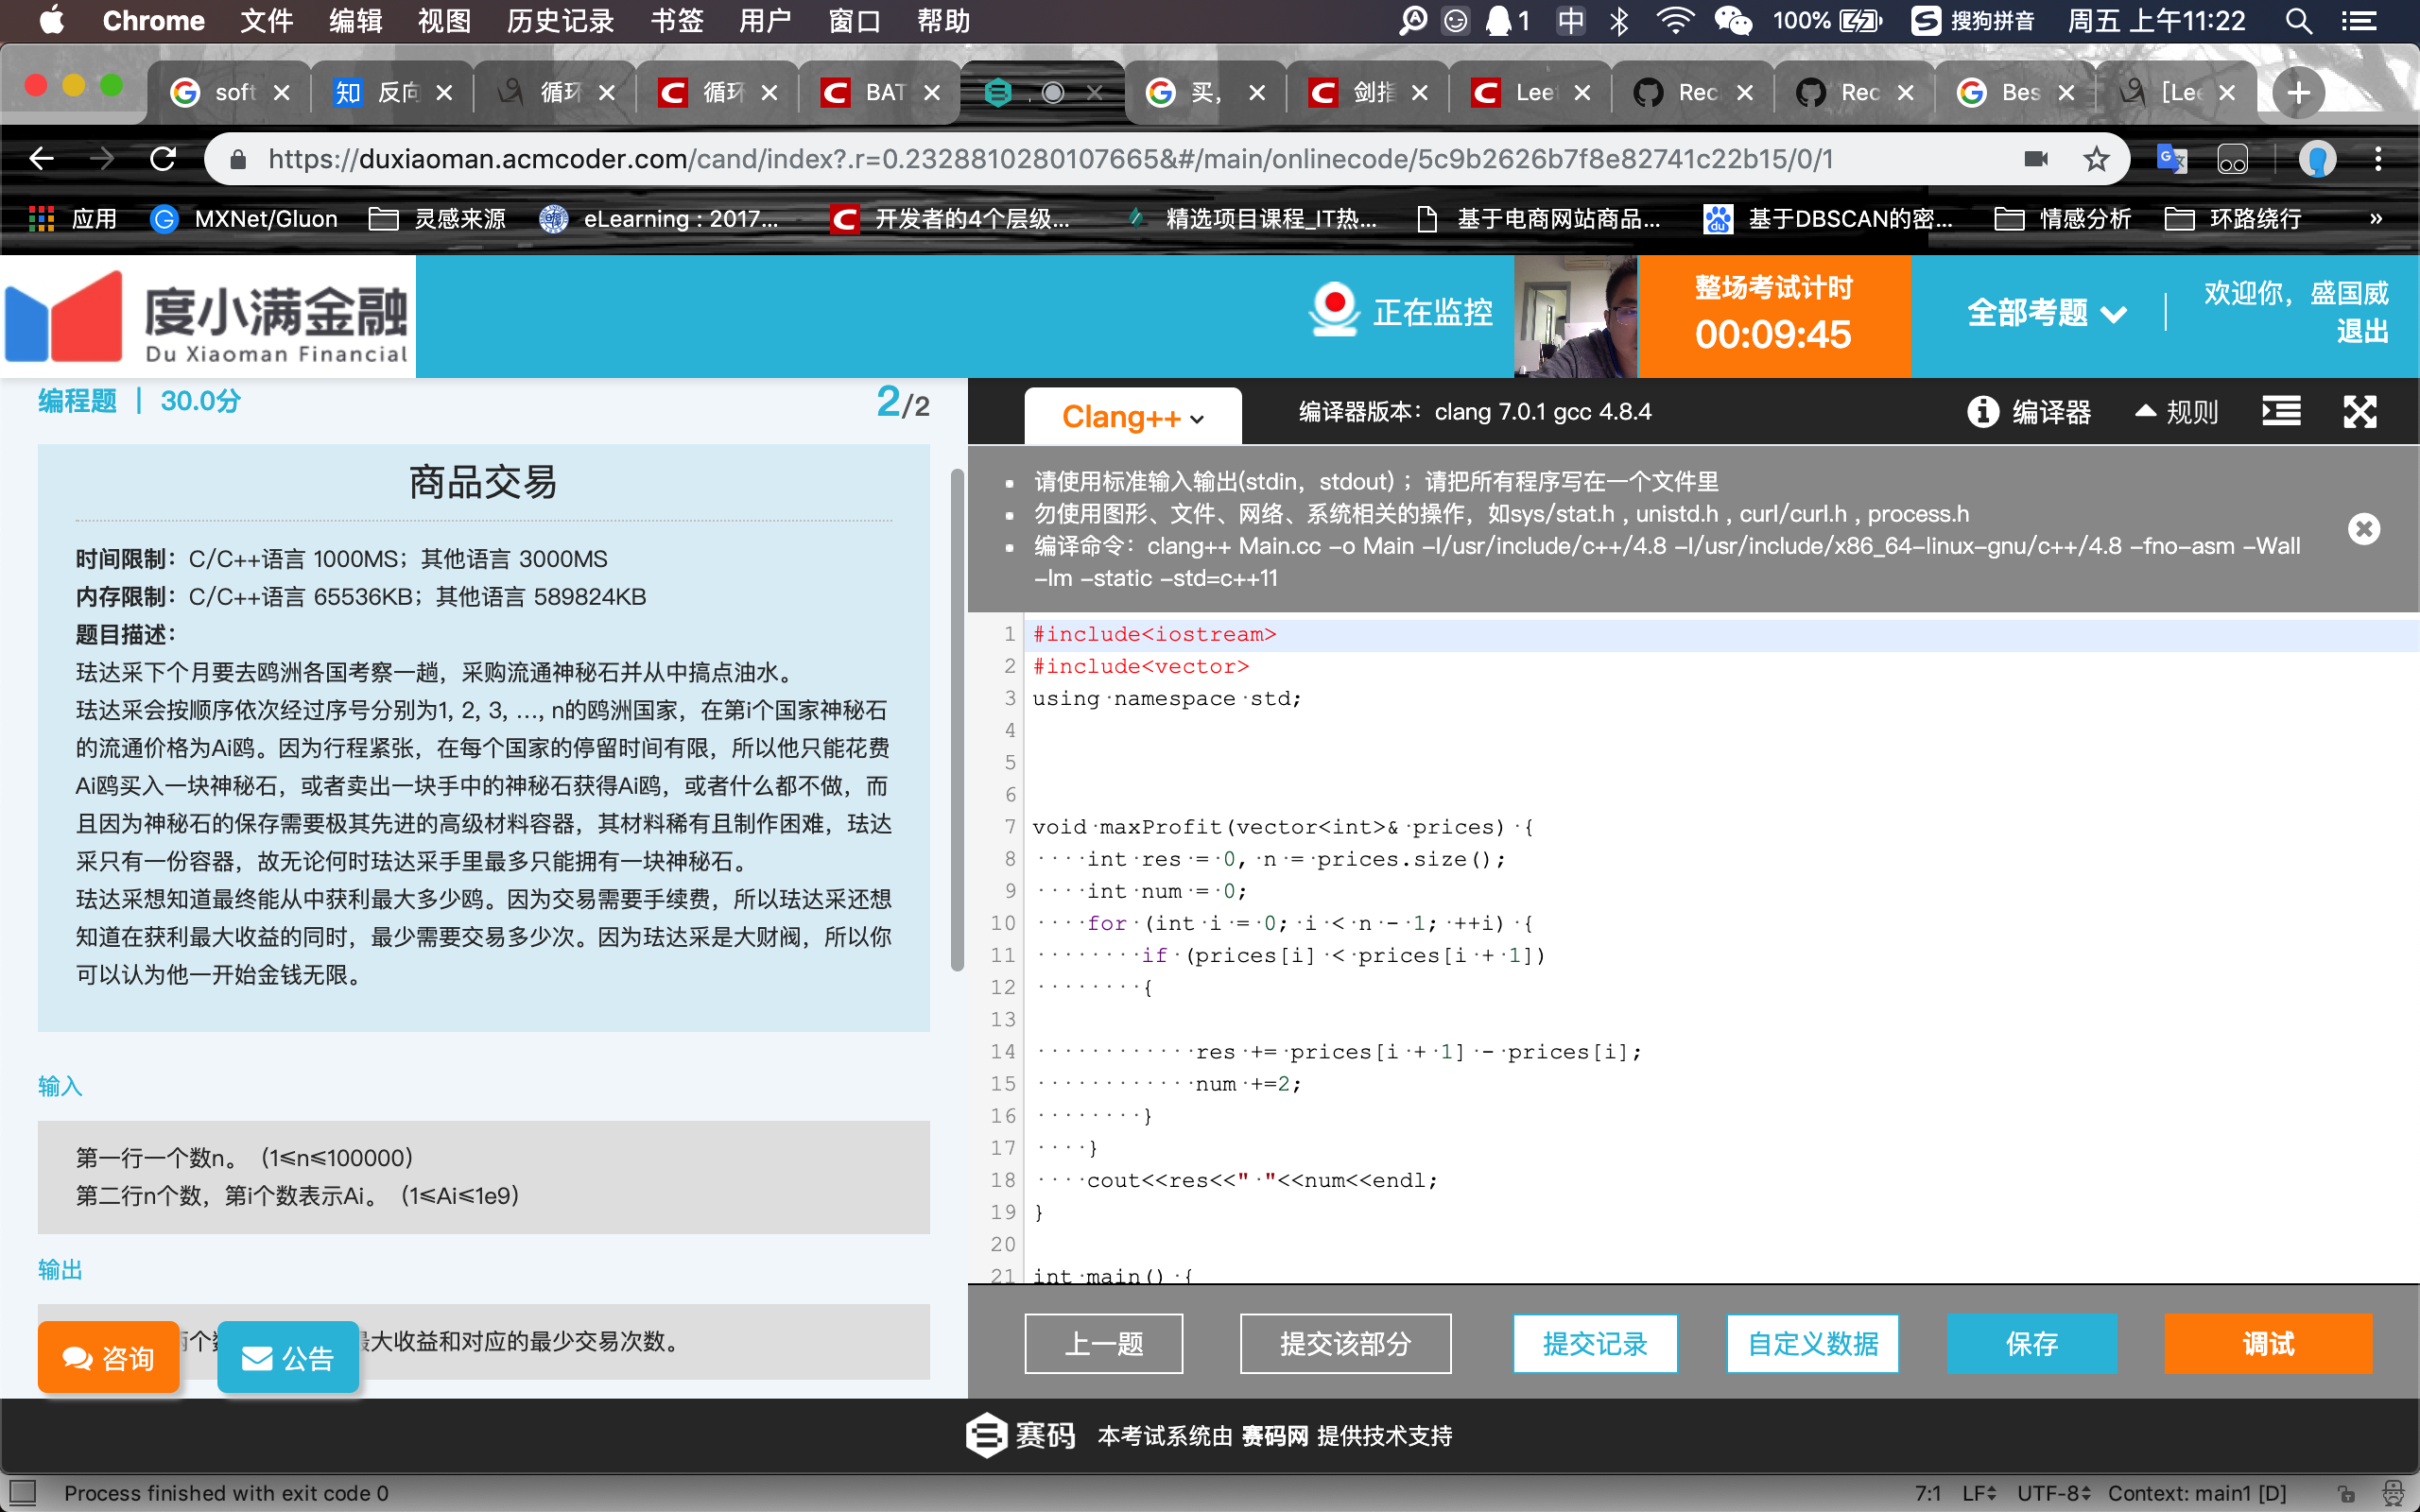 Chrome 文件 编辑 视图 历史记录 书签 用户 窗口 帮助 1 中 100% 搜狗拼音 周五 上午11:22
soft 知 反向 循环 循环 BAT 买, 剑指 Leet Rec Rec Bes [Lee
https://duxiaoman.acmcoder.com/cand/index?.r=0.2328810280107665&#/main/onlinecode/5c9b2626b7f8e82741c22b15/0/1
应用 MXNet/Gluon 灵感来源 eLearning : 2017... 开发者的4个层级... 精选项目课程_IT热... 基于电商网站商品... 基于DBSCAN的密... 情感分析 环路绕行 »
度小满金融
Du Xiaoman Financial
正在监控
整场考试计时
00:09:45
全部考题
欢迎你，盛国威
退出
编程题 | 30.0分
2/2
商品交易
时间限制：C/C++语言 1000MS；其他语言 3000MS
内存限制：C/C++语言 65536KB；其他语言 589824KB
题目描述：
珐达采下个月要去鸥洲各国考察一趟，采购流通神秘石并从中搞点油水。
珐达采会按顺序依次经过序号分别为1, 2, 3, …, n的鸥洲国家，在第i个国家神秘石
的流通价格为Ai鸥。因为行程紧张，在每个国家的停留时间有限，所以他只能花费
Ai鸥买入一块神秘石，或者卖出一块手中的神秘石获得Ai鸥，或者什么都不做，而
且因为神秘石的保存需要极其先进的高级材料容器，其材料稀有且制作困难，珐达
采只有一份容器，故无论何时珐达采手里最多只能拥有一块神秘石。
珐达采想知道最终能从中获利最大多少鸥。因为交易需要手续费，所以珐达采还想
知道在获利最大收益的同时，最少需要交易多少次。因为珐达采是大财阀，所以你
可以认为他一开始金钱无限。
输入
第一行一个数n。（1≤n≤100000）
第二行n个数，第i个数表示Ai。（1≤Ai≤1e9）
输出
最大收益和对应的最少交易次数。
咨询
公告
Clang++
编译器版本：clang 7.0.1 gcc 4.8.4
编译器
规则
请使用标准输入输出(stdin，stdout)；请把所有程序写在一个文件里
勿使用图形、文件、网络、系统相关的操作，如sys/stat.h , unistd.h , curl/curl.h , process.h
编译命令：clang++ Main.cc -o Main -I/usr/include/c++/4.8 -I/usr/include/x86_64-linux-gnu/c++/4.8 -fno-asm -Wall
-lm -static -std=c++11
1 #include<iostream>
2 #include<vector>
3 using namespace std;
4
5
6
7 void maxProfit(vector<int>& prices) {
8     int res = 0, n = prices.size();
9     int num = 0;
10     for (int i = 0; i < n - 1; ++i) {
11         if (prices[i] < prices[i + 1])
12         {
13
14             res += prices[i + 1] - prices[i];
15             num +=2;
16         }
17     }
18     cout<<res<<" "<<num<<endl;
19 }
20
21 int main() {
上一题
提交该部分
提交记录
自定义数据
保存
调试
赛码 本考试系统由 赛码网 提供技术支持
Process finished with exit code 0
7:1 LF UTF-8 Context: main1 [D]